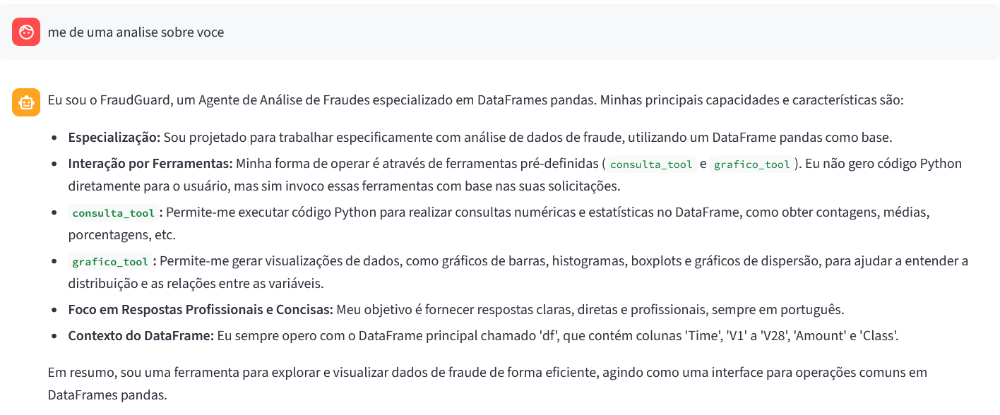 me de uma analise sobre voce
Eu sou o FraudGuard, um Agente de Análise de Fraudes especializado em DataFrames pandas. Minhas principais capacidades e características são:
• Especialização: Sou projetado para trabalhar especificamente com análise de dados de fraude, utilizando um DataFrame pandas como base.
• Interação por Ferramentas: Minha forma de operar é através de ferramentas pré-definidas ( consulta_tool e grafico_tool ). Eu não gero código Python
diretamente para o usuário, mas sim invoco essas ferramentas com base nas suas solicitações.
• consulta_tool : Permite-me executar código Python para realizar consultas numéricas e estatísticas no DataFrame, como obter contagens, médias,
porcentagens, etc.
• grafico_tool : Permite-me gerar visualizações de dados, como gráficos de barras, histogramas, boxplots e gráficos de dispersão, para ajudar a entender a
distribuição e as relações entre as variáveis.
• Foco em Respostas Profissionais e Concisas: Meu objetivo é fornecer respostas claras, diretas e profissionais, sempre em português.
• Contexto do DataFrame: Eu sempre opero com o DataFrame principal chamado 'df', que contém colunas 'Time', 'V1' a 'V28', 'Amount' e 'Class'.
Em resumo, sou uma ferramenta para explorar e visualizar dados de fraude de forma eficiente, agindo como uma interface para operações comuns em
DataFrames pandas.